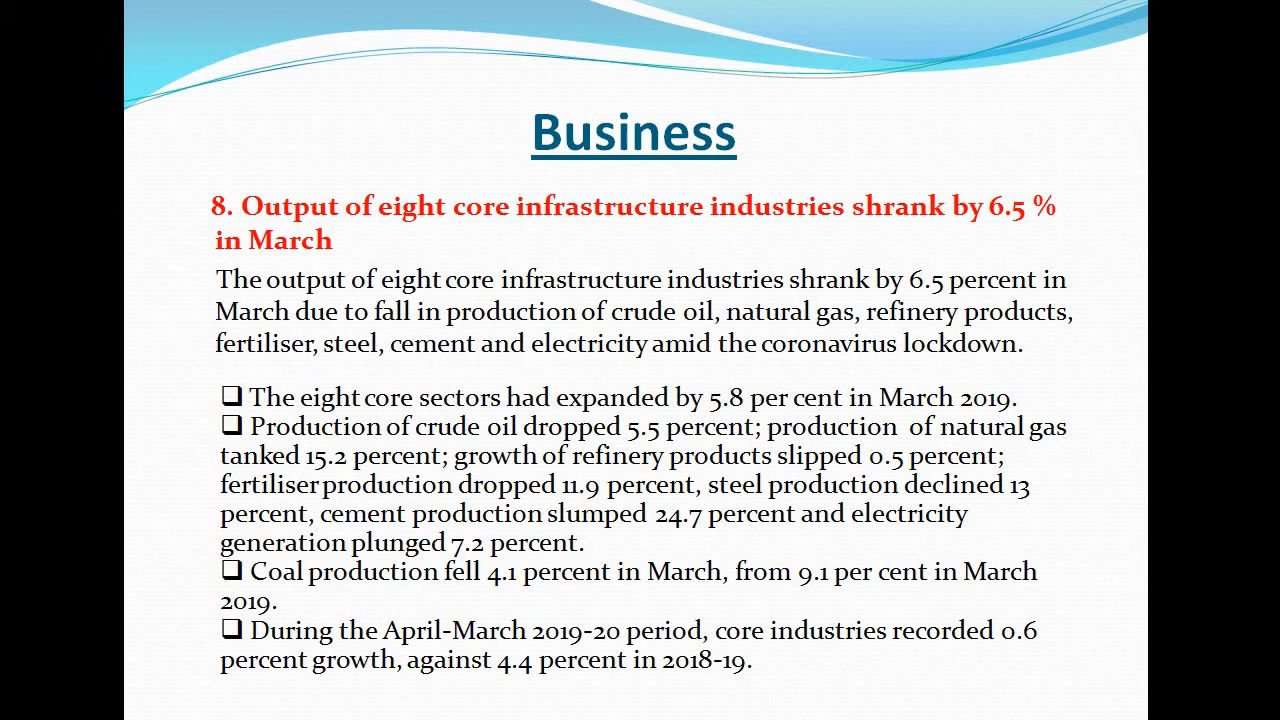 Business
8. Output of eight core infrastructure industries shrank by 6.5 %
in March
The output of eight core infrastructure industries shrank by 6.5 percent in
March due to fall in production of crude oil, natural gas, refinery products,
fertiliser, steel, cement and electricity amid the coronavirus lockdown.
❑ The eight core sectors had expanded by 5.8 per cent in March 2019.
❑ Production of crude oil dropped 5.5 percent; production of natural gas
tanked 15.2 percent; growth of refinery products slipped 0.5 percent;
fertiliser production dropped 11.9 percent, steel production declined 13
percent, cement production slumped 24.7 percent and electricity
generation plunged 7.2 percent.
❑ Coal production fell 4.1 percent in March, from 9.1 per cent in March
2019.
❑ During the April-March 2019-20 period, core industries recorded 0.6
percent growth, against 4.4 percent in 2018-19.